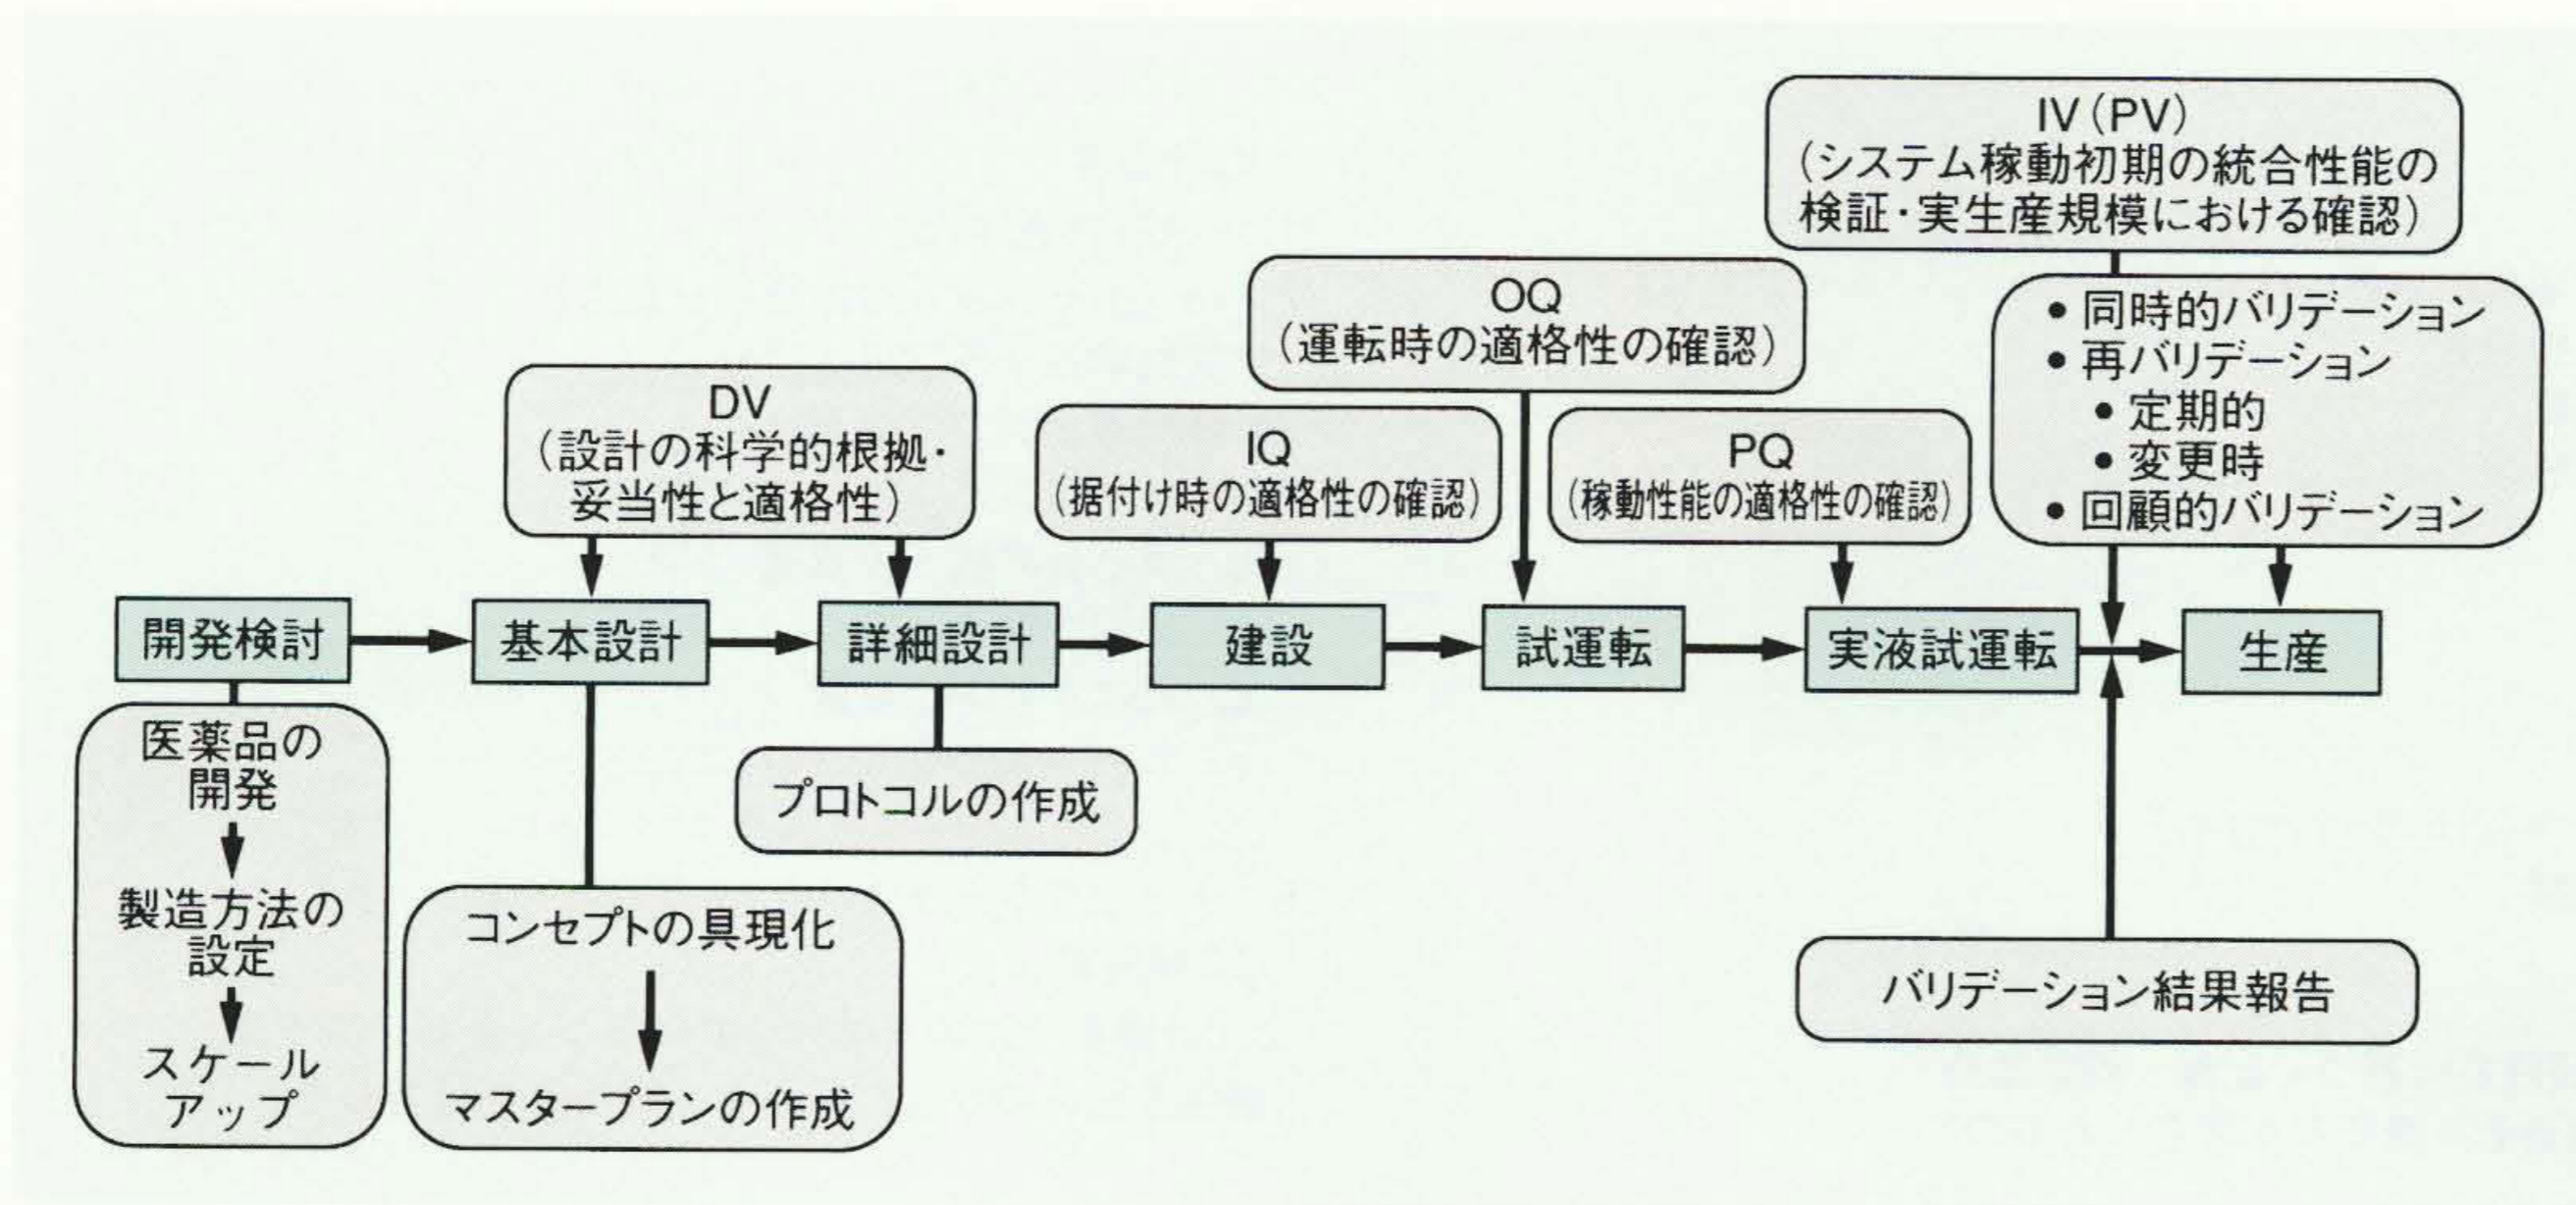 IV(PV)
(システム稼動初期の統合性能の
検証・実生産規模における確認)
OQ
(運転時の適格性の確認)
• 同時的バリデーション
• 再バリデーション
• 定期的
• 変更時
• 回顧的バリデーション
DV
(設計の科学的根拠・
妥当性と適格性)
IQ
(据付け時の適格性の確認)
PQ
(稼動性能の適格性の確認)
開発検討
基本設計
詳細設計
建設
試運転
実液試運転
生産
医薬品の
開発
製造方法の
設定
スケール
アップ
プロトコルの作成
コンセプトの具現化
マスタープランの作成
バリデーション結果報告